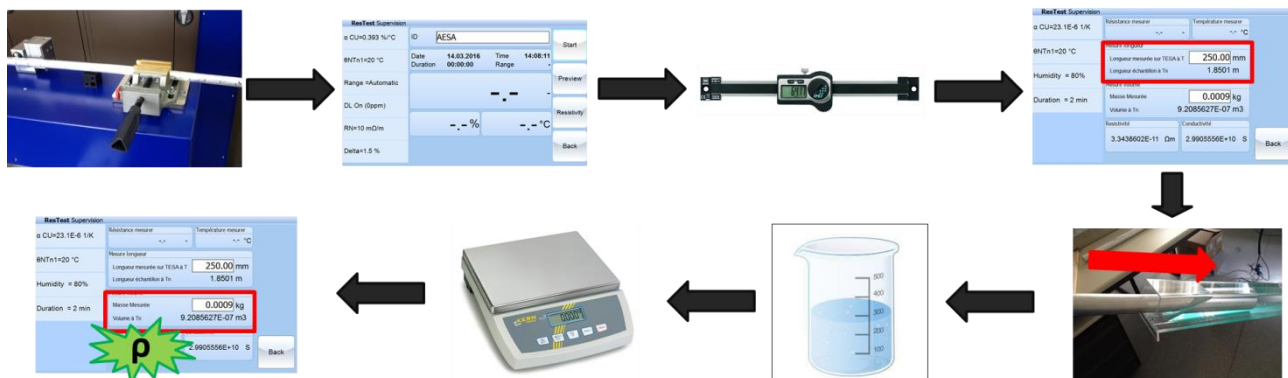 ResTest Supervision
α CU=0.393 %/°C
θNTn1=20 °C
Range =Automatic
DL On (0ppm)
RN=10 mΩ/m
Delta=1.5 %
ID AESA
Date 14.03.2016 Time 14:08:11
Duration 00:00:00 Range -
-.- -
-.- % -.- °C
Start
Preview
Resistivity
Back
ResTest Supervision
α CU=23.1E-6 1/K
θNTn1=20 °C
Humidity = 80%
Duration = 2 min
Résistance mesurer Température mesurer
-.- - -.- °C
Mesure longueur
Longueur mesurée sur TESA à T 250.00 mm
Longueur échantillon à Tn 1.8501 m
Mesure volume
Masse Mesurée 0.0009 kg
Volume à Tn 9.2085627E-07 m3
Resistivité Conductivité
3.3438602E-11 Ωm 2.9905556E+10 S
Back
ResTest Supervision
α CU=23.1E-6 1/K
θNTn1=20 °C
Humidity = 80%
Duration = 2 min
Résistance mesurer Température mesurer
-.- - -.- °C
Mesure longueur
Longueur mesurée sur TESA à T 250.00 mm
Longueur échantillon à Tn 1.8501 m
Masse Mesurée 0.0009 kg
Volume à Tn 9.2085627E-07 m3
2.9905556E+10 S
Back
ρ
KERN
500
400
300
200
100